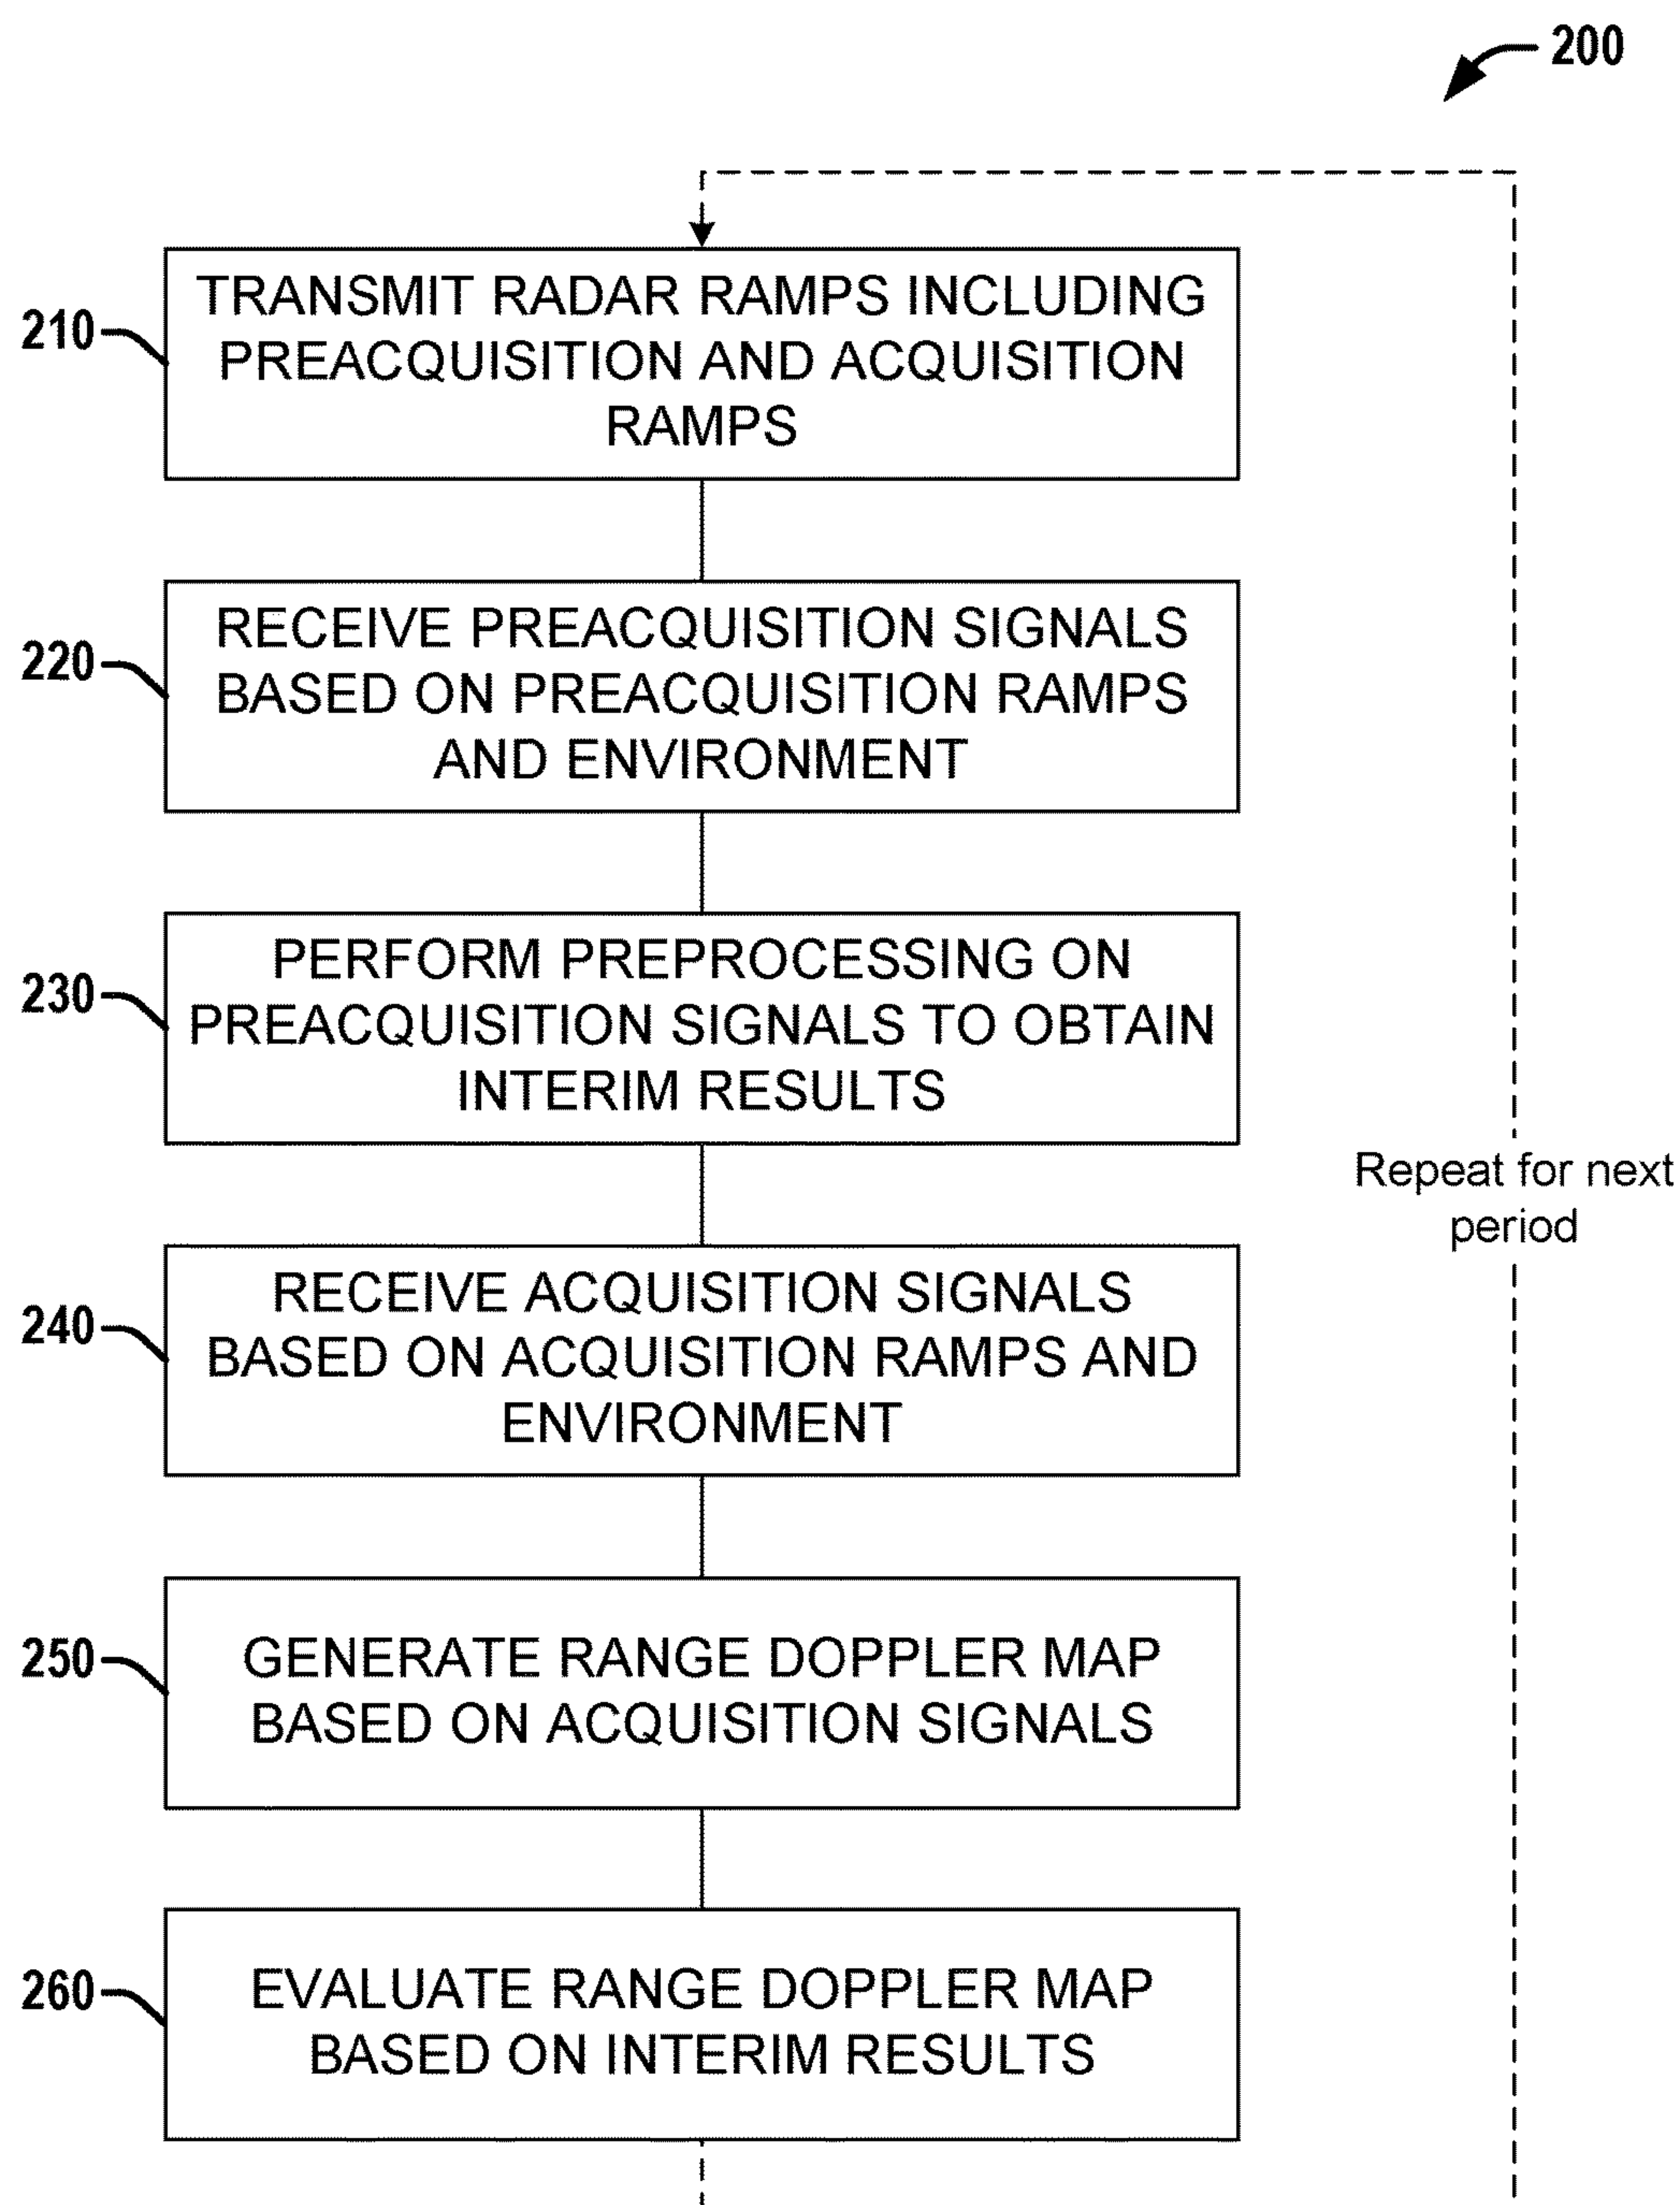 200
210
TRANSMIT RADAR RAMPS INCLUDING
PREACQUISITION AND ACQUISITION
RAMPS
220
RECEIVE PREACQUISITION SIGNALS
BASED ON PREACQUISITION RAMPS
AND ENVIRONMENT
230
PERFORM PREPROCESSING ON
PREACQUISITION SIGNALS TO OBTAIN
INTERIM RESULTS
Repeat for next
period
240
RECEIVE ACQUISITION SIGNALS
BASED ON ACQUISITION RAMPS AND
ENVIRONMENT
250
GENERATE RANGE DOPPLER MAP
BASED ON ACQUISITION SIGNALS
260
EVALUATE RANGE DOPPLER MAP
BASED ON INTERIM RESULTS